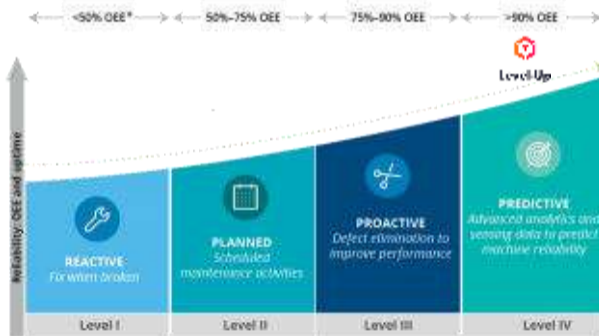 <50% OEE*
50%–75% OEE
75%–90% OEE
>90% OEE
Level-Up
Reliability: OEE and uptime
REACTIVE
Fix when broken
PLANNED
Scheduled
maintenance activities
PROACTIVE
Defect elimination to
improve performance
PREDICTIVE
Advanced analytics and
sensing data to predict
machine reliability
Level I
Level II
Level III
Level IV